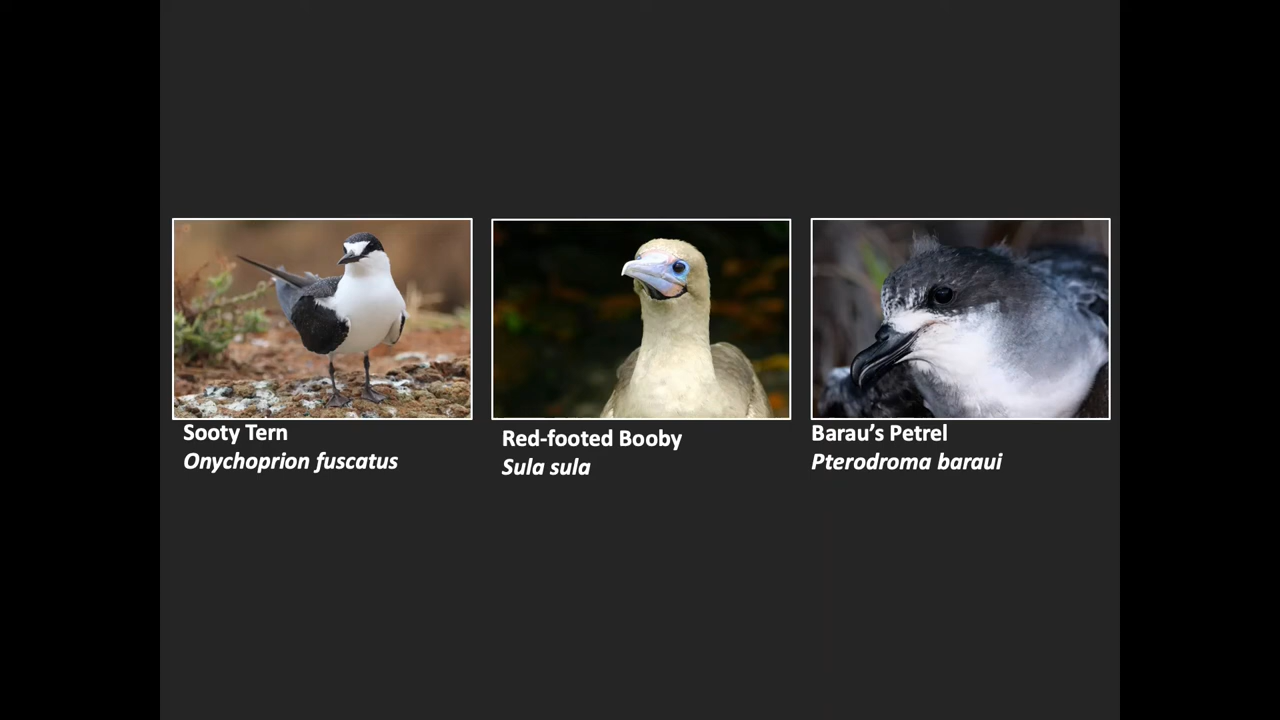 Sooty Tern
Onychoprion fuscatus
Red-footed Booby
Sula sula
Barau’s Petrel
Pterodroma baraui